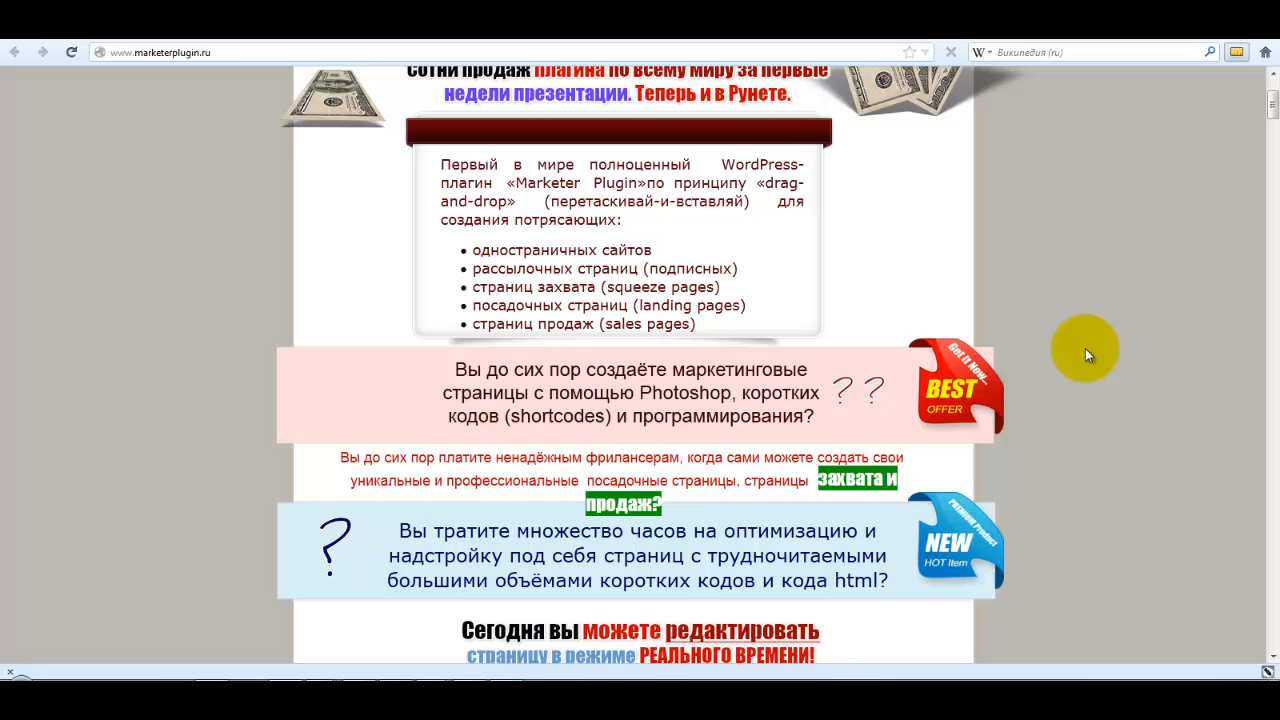 www.marketerplugin.ru
Википедия (ru)
Сотни продаж плагина по всему миру за первые
недели презентации. Теперь и в Рунете.
Первый в мире полноценный WordPress-
плагин «Marketer Plugin»по принципу «drag-
and-drop» (перетаскивай-и-вставляй) для
создания потрясающих:
одностраничных сайтов
рассылочных страниц (подписных)
страниц захвата (squeeze pages)
посадочных страниц (landing pages)
страниц продаж (sales pages)
Вы до сих пор создаёте маркетинговые
страницы с помощью Photoshop, коротких
кодов (shortcodes) и программирования?
? ?
Get It Now...
BEST
OFFER
Вы до сих пор платите ненадёжным фрилансерам, когда сами можете создать свои
уникальные и профессиональные посадочные страницы, страницы захвата и
продаж?
?
Вы тратите множество часов на оптимизацию и
надстройку под себя страниц с трудночитаемыми
большими объёмами коротких кодов и кода html?
PREMIUM Product
NEW
HOT Item
Сегодня вы можете редактировать
страницу в режиме РЕАЛЬНОГО ВРЕМЕНИ!